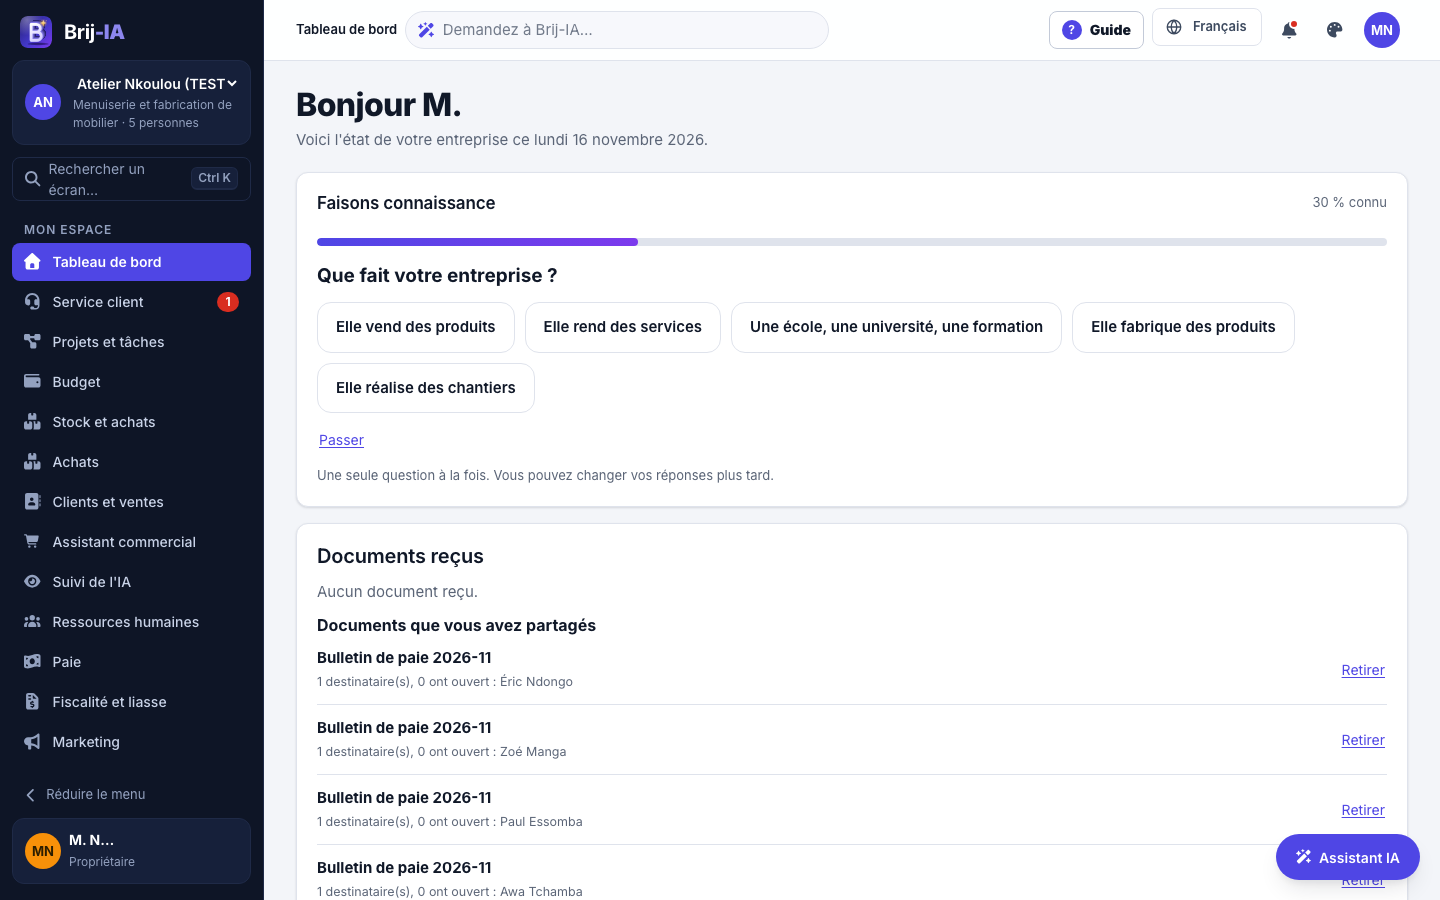 Brij-IA
AN
Atelier Nkoulou (TEST
Menuiserie et fabrication de
mobilier · 5 personnes
Rechercher un
écran...
Ctrl K
MON ESPACE
Tableau de bord
Service client
1
Projets et tâches
Budget
Stock et achats
Achats
Clients et ventes
Assistant commercial
Suivi de l'IA
Ressources humaines
Paie
Fiscalité et liasse
Marketing
Réduire le menu
MN
M. N...
Propriétaire
Tableau de bord
Demandez à Brij-IA...
? Guide
Français
MN
Bonjour M.
Voici l'état de votre entreprise ce lundi 16 novembre 2026.
Faisons connaissance
30 % connu
Que fait votre entreprise ?
Elle vend des produits
Elle rend des services
Une école, une université, une formation
Elle fabrique des produits
Elle réalise des chantiers
Passer
Une seule question à la fois. Vous pouvez changer vos réponses plus tard.
Documents reçus
Aucun document reçu.
Documents que vous avez partagés
Bulletin de paie 2026-11
1 destinataire(s), 0 ont ouvert : Éric Ndongo
Retirer
Bulletin de paie 2026-11
1 destinataire(s), 0 ont ouvert : Zoé Manga
Retirer
Bulletin de paie 2026-11
1 destinataire(s), 0 ont ouvert : Paul Essomba
Retirer
Bulletin de paie 2026-11
1 destinataire(s), 0 ont ouvert : Awa Tchamba
Retirer
Assistant IA